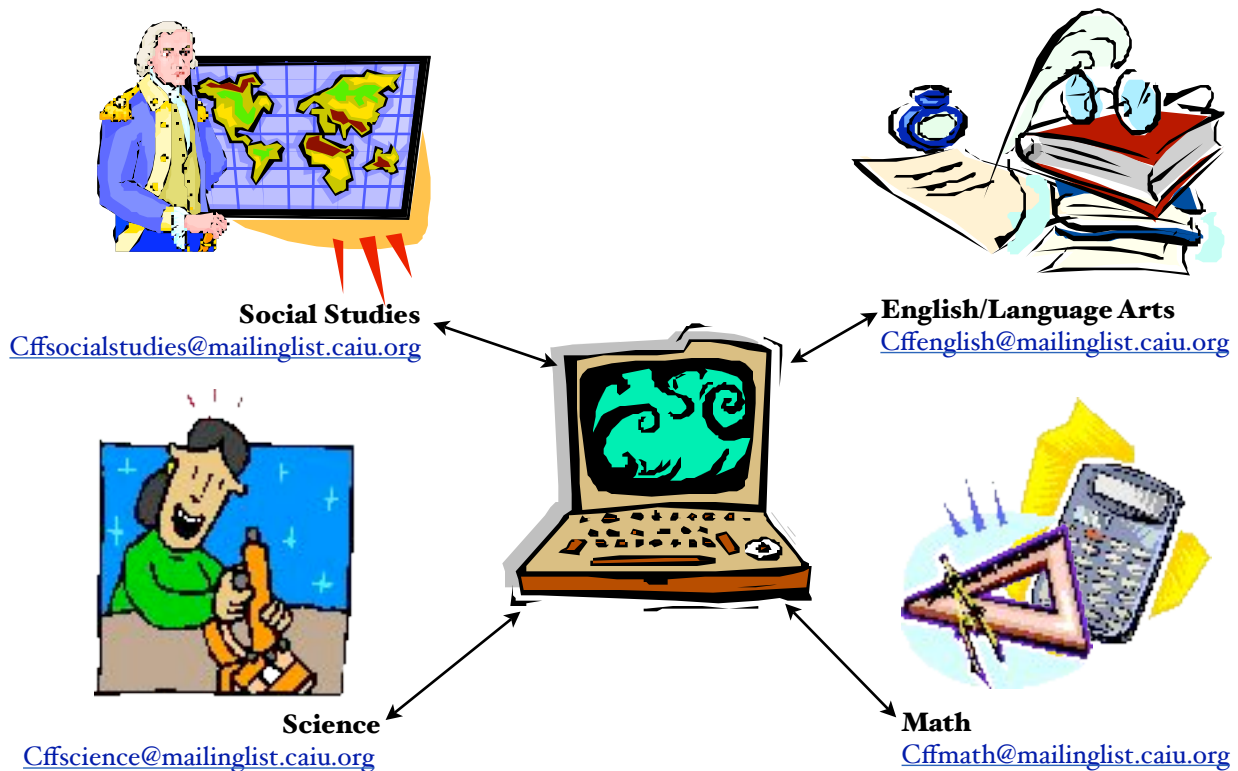 Social Studies
Cffsocialstudies@mailinglist.caiu.org
English/Language Arts
Cffenglish@mailinglist.caiu.org
Science
Cffscience@mailinglist.caiu.org
Math
Cffmath@mailinglist.caiu.org